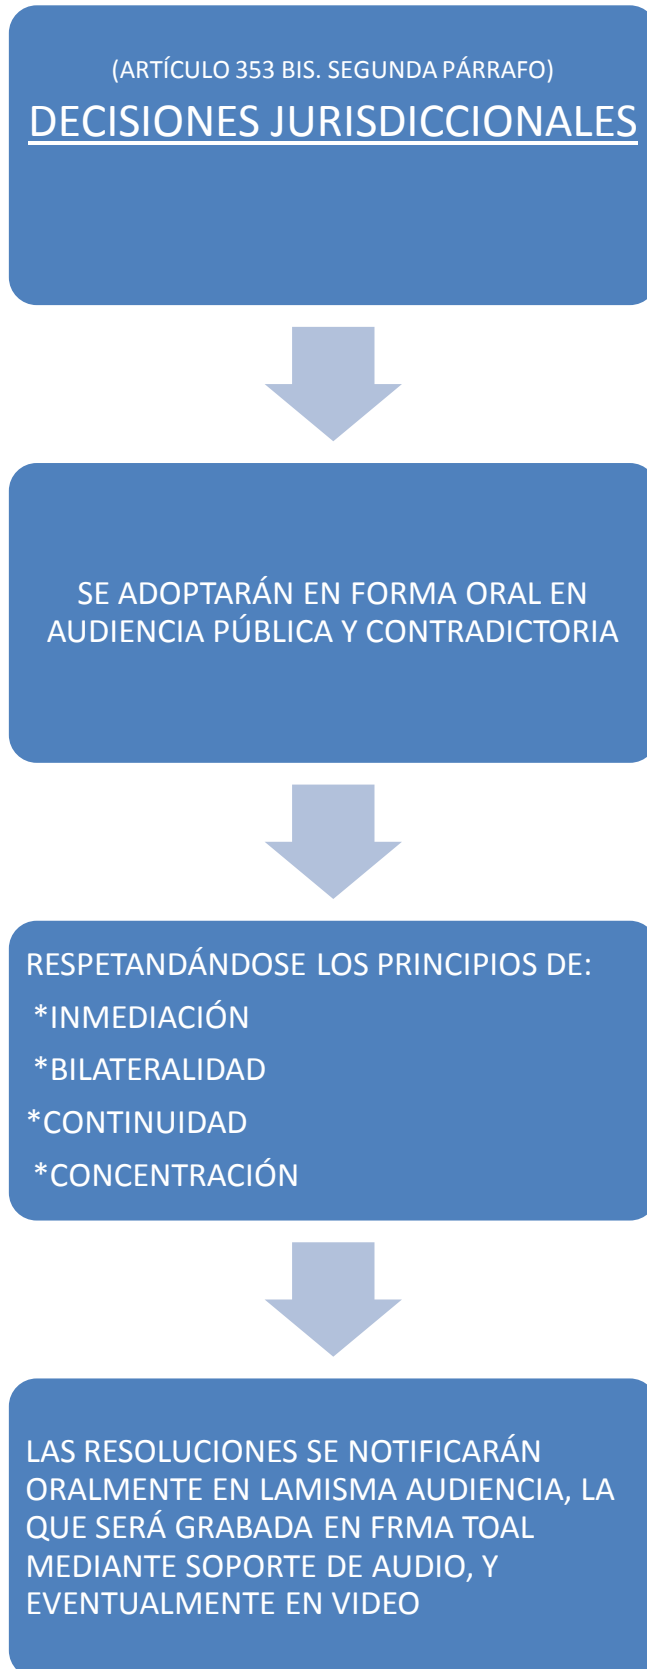 (ARTÍCULO 353 BIS. SEGUNDA PÁRRAFO)
DECISIONES JURISDICCIONALES
SE ADOPTARÁN EN FORMA ORAL EN
AUDIENCIA PÚBLICA Y CONTRADICTORIA
RESPETANDÁNDOSE LOS PRINCIPIOS DE:
*INMEDIACIÓN
*BILATERALIDAD
*CONTINUIDAD
*CONCENTRACIÓN
LAS RESOLUCIONES SE NOTIFICARÁN
ORALMENTE EN LAMISMA AUDIENCIA, LA
QUE SERÁ GRABADA EN FRMA TOAL
MEDIANTE SOPORTE DE AUDIO, Y
EVENTUALMENTE EN VIDEO